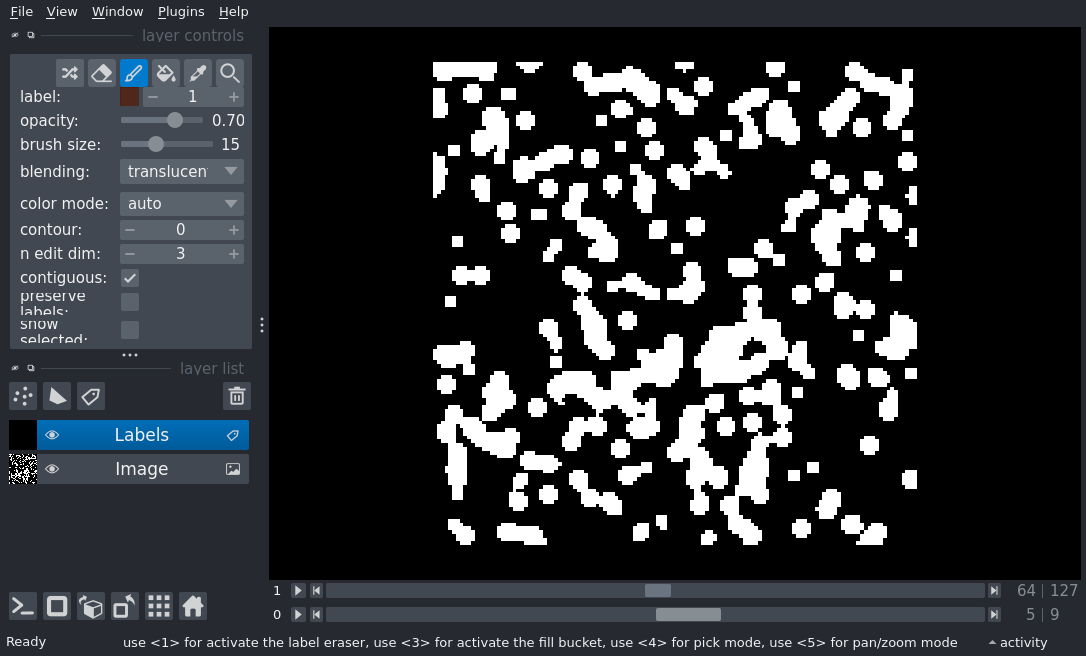 File View Window Plugins Help
layer controls
label: 1
opacity: 0.70
brush size: 15
blending: translucen
color mode: auto
contour: 0
n edit dim: 3
contiguous:
preserve
labels:
show
selected:
layer list
Labels
Image
1 64 127
0 5 9
Ready use <1> for activate the label eraser, use <3> for activate the fill bucket, use <4> for pick mode, use <5> for pan/zoom mode activity